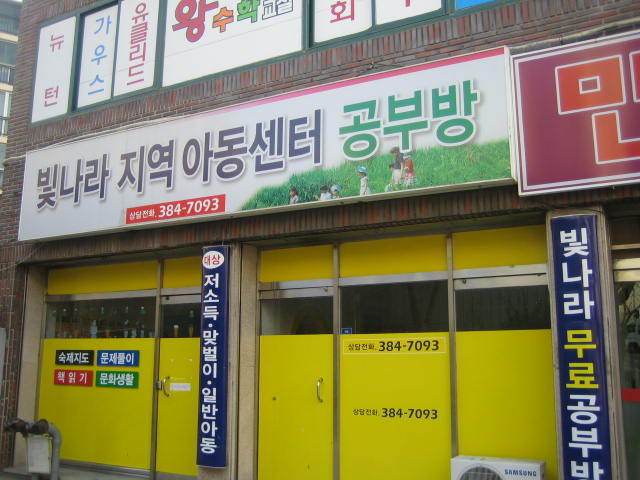 뉴턴
가우스
유클리드
왕수학교실
회
빛나라 지역 아동센터 공부방
상담전화. 384-7093
민
대상
저소득·맞벌이·일반아동
숙제지도
문제풀이
책읽기
문화생활
상담전화. 384-7093
상담전화. 384-7093
빛나라 무료 공부방
SAMSUNG